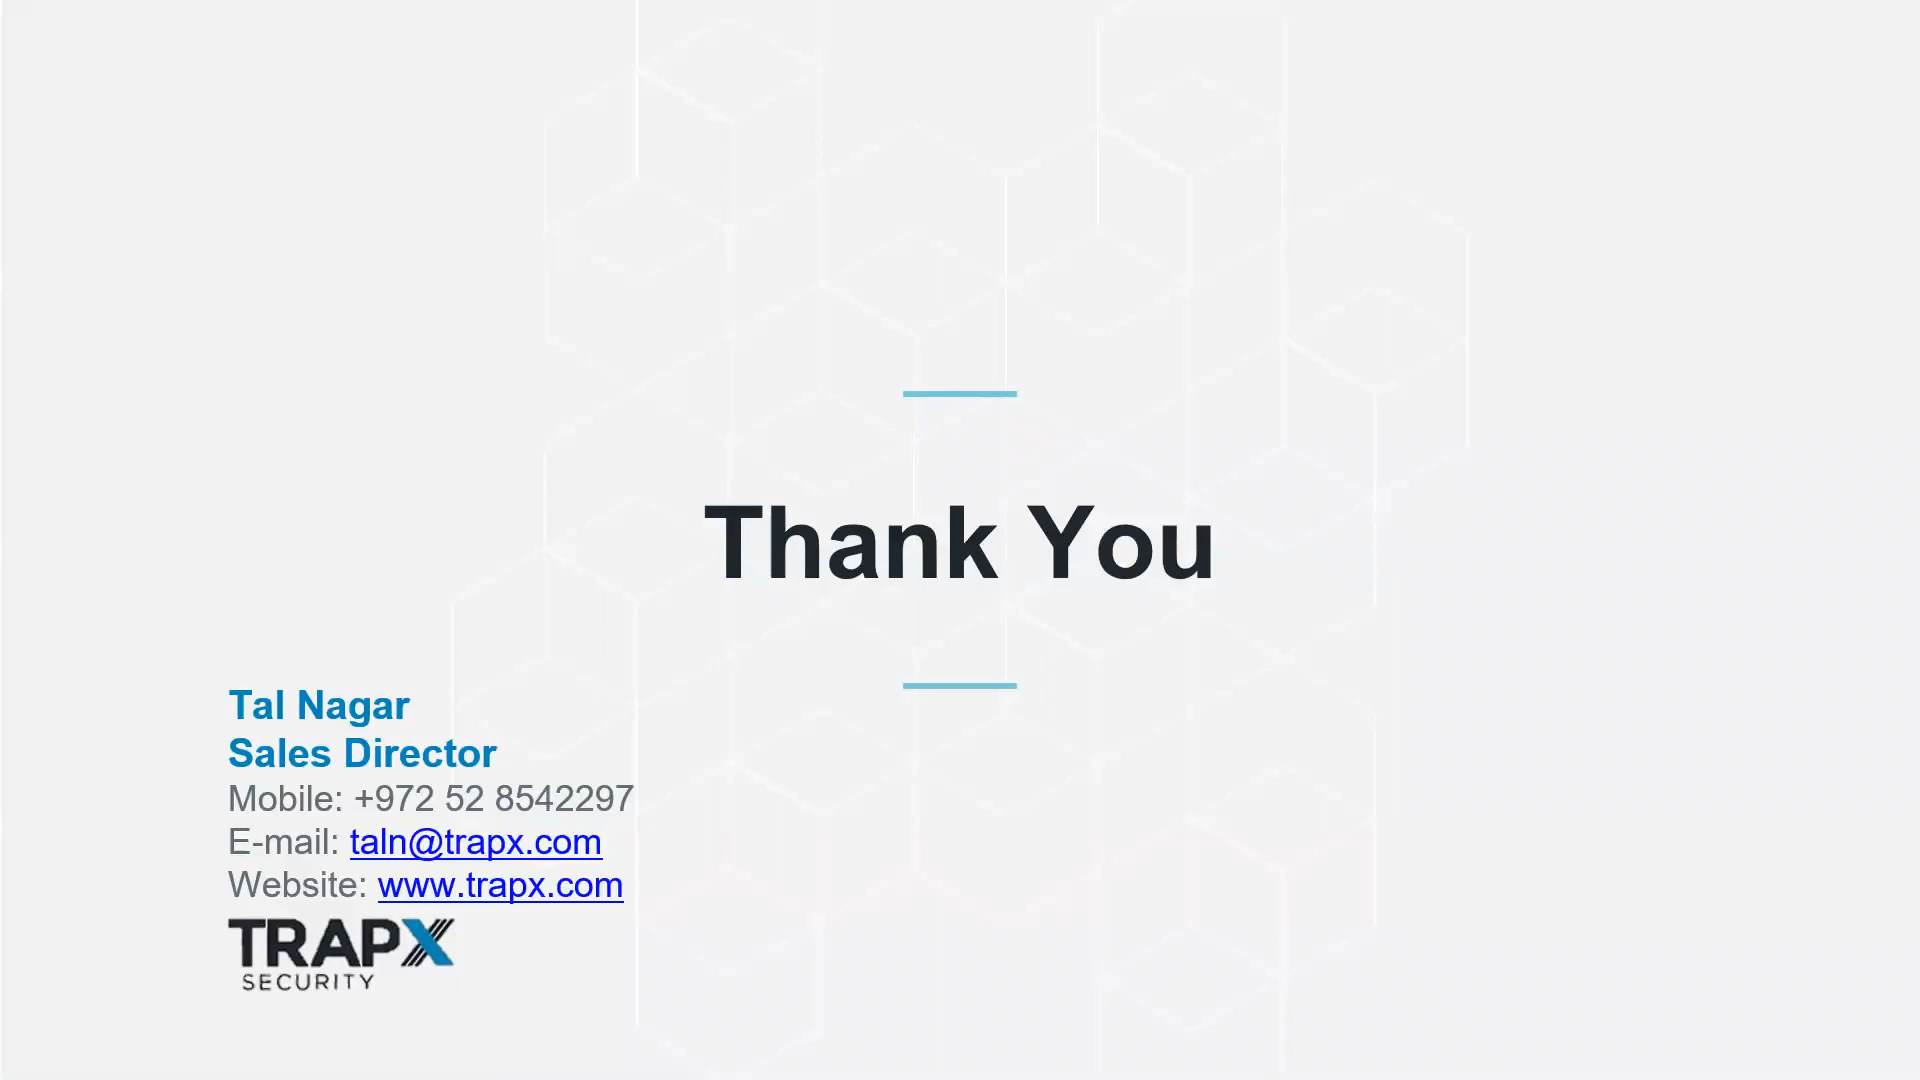 Thank You
Tal Nagar
Sales Director
Mobile: +972 52 8542297
E-mail: taln@trapx.com
Website: www.trapx.com
TRAPX
SECURITY